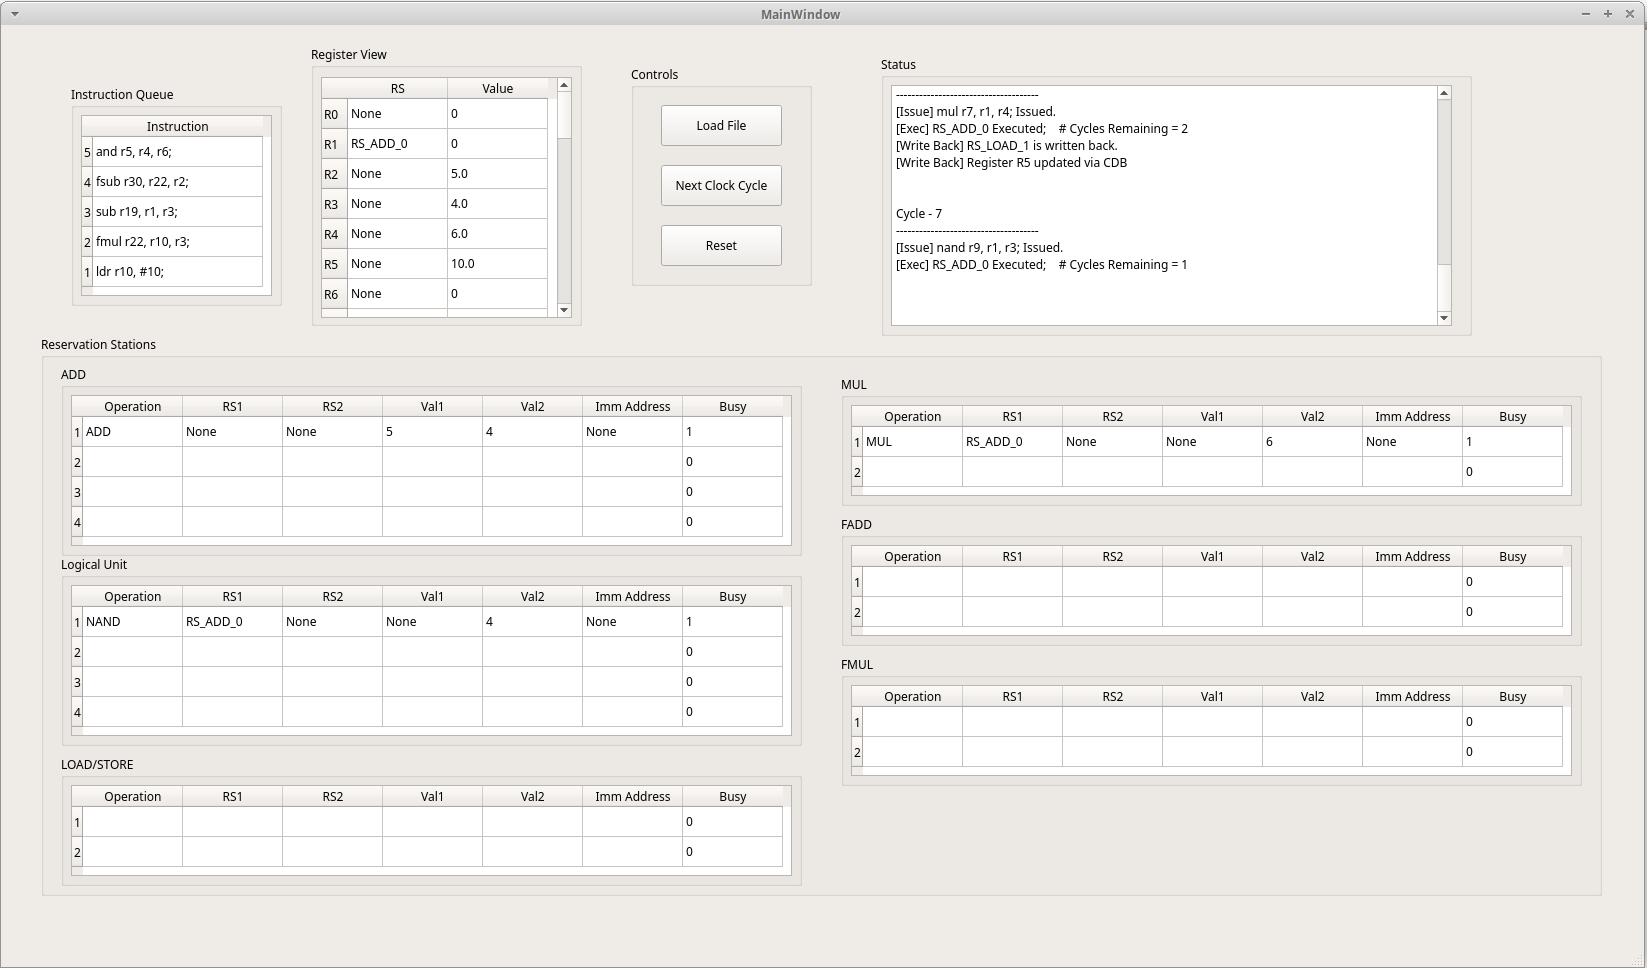 MainWindow
Instruction Queue
Instruction
5 and r5, r4, r6;
4 fsub r30, r22, r2;
3 sub r19, r1, r3;
2 fmul r22, r10, r3;
1 ldr r10, #10;
Register View
RS Value
R0 None 0
R1 RS_ADD_0 0
R2 None 5.0
R3 None 4.0
R4 None 6.0
R5 None 10.0
R6 None 0
Controls
Load File
Next Clock Cycle
Reset
Status
-------------------------------------
[Issue] mul r7, r1, r4; Issued.
[Exec] RS_ADD_0 Executed; # Cycles Remaining = 2
[Write Back] RS_LOAD_1 is written back.
[Write Back] Register R5 updated via CDB
Cycle - 7
-------------------------------------
[Issue] nand r9, r1, r3; Issued.
[Exec] RS_ADD_0 Executed; # Cycles Remaining = 1
Reservation Stations
ADD
Operation RS1 RS2 Val1 Val2 Imm Address Busy
1 ADD None None 5 4 None 1
2 0
3 0
4 0
Logical Unit
Operation RS1 RS2 Val1 Val2 Imm Address Busy
1 NAND RS_ADD_0 None None 4 None 1
2 0
3 0
4 0
LOAD/STORE
Operation RS1 RS2 Val1 Val2 Imm Address Busy
1 0
2 0
MUL
Operation RS1 RS2 Val1 Val2 Imm Address Busy
1 MUL RS_ADD_0 None None 6 None 1
2 0
FADD
Operation RS1 RS2 Val1 Val2 Imm Address Busy
1 0
2 0
FMUL
Operation RS1 RS2 Val1 Val2 Imm Address Busy
1 0
2 0